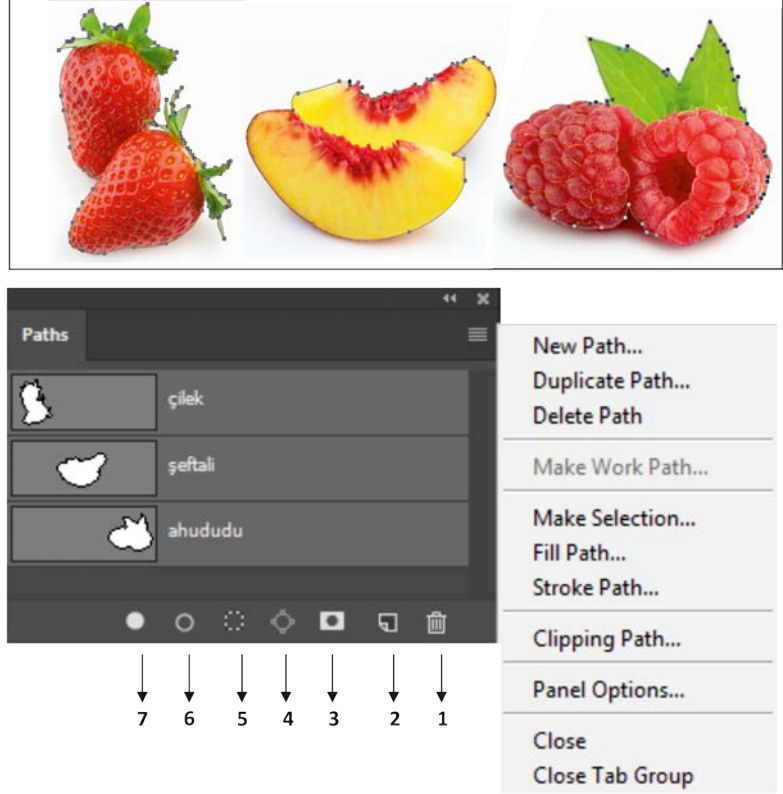 Paths
çilek
şeftali
ahududu
7 6 5 4 3 2 1
New Path...
Duplicate Path...
Delete Path
Make Work Path...
Make Selection...
Fill Path...
Stroke Path...
Clipping Path...
Panel Options...
Close
Close Tab Group